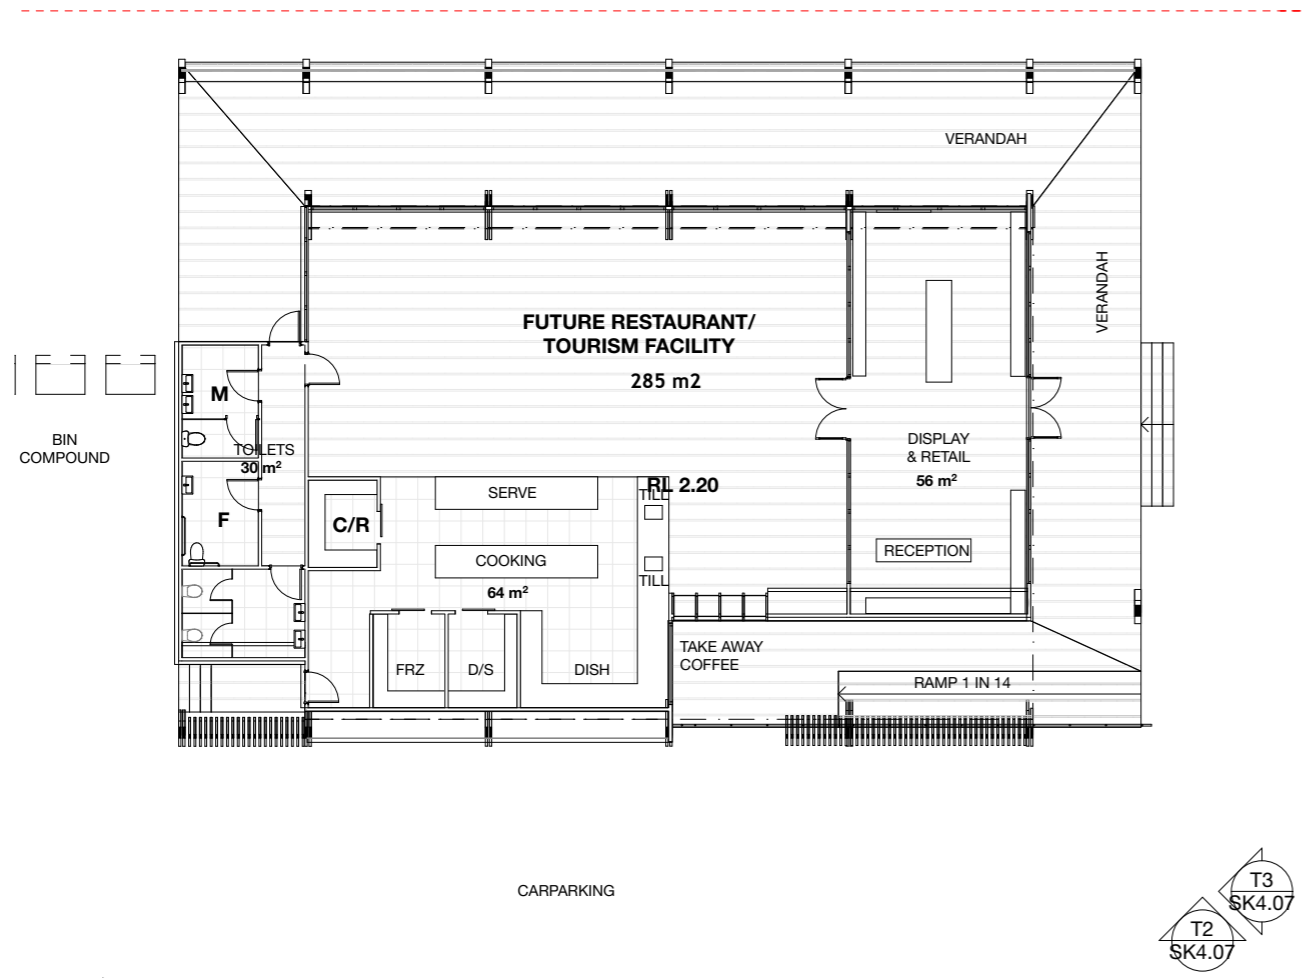 VERANDAH
VERANDAH
FUTURE RESTAURANT/
TOURISM FACILITY
285 m2
M
TOILETS
30 m²
F
BIN
COMPOUND
DISPLAY
& RETAIL
56 m²
RL 2.20
TILL
SERVE
C/R
COOKING
64 m²
TILL
RECEPTION
FRZ
D/S
DISH
TAKE AWAY
COFFEE
RAMP 1 IN 14
CARPARKING
T3
SK4.07
T2
SK4.07